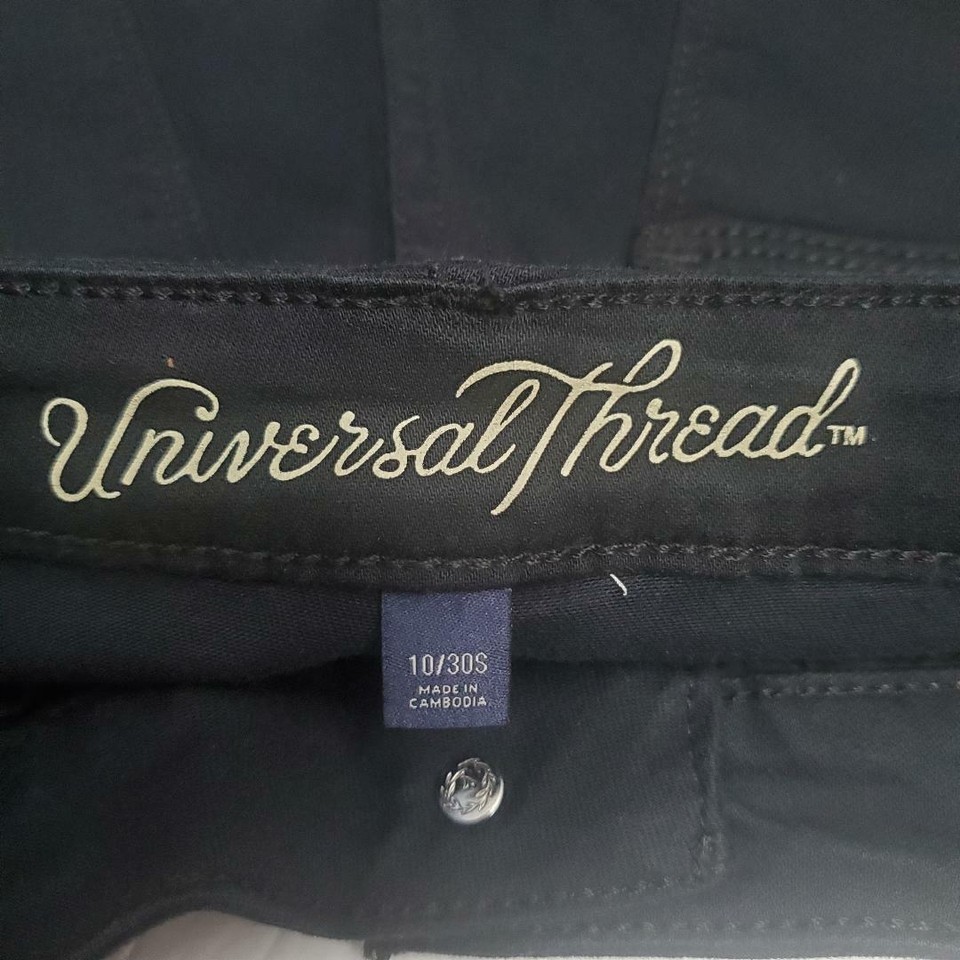 Universal Thread™
10/30S
MADE IN
CAMBODIA